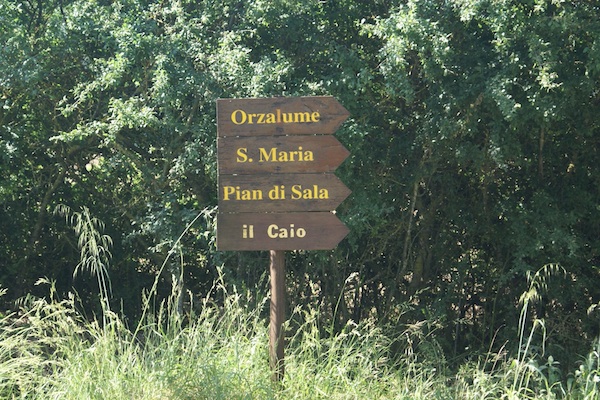 Orzalume
S. Maria
Pian di Sala
il Caio